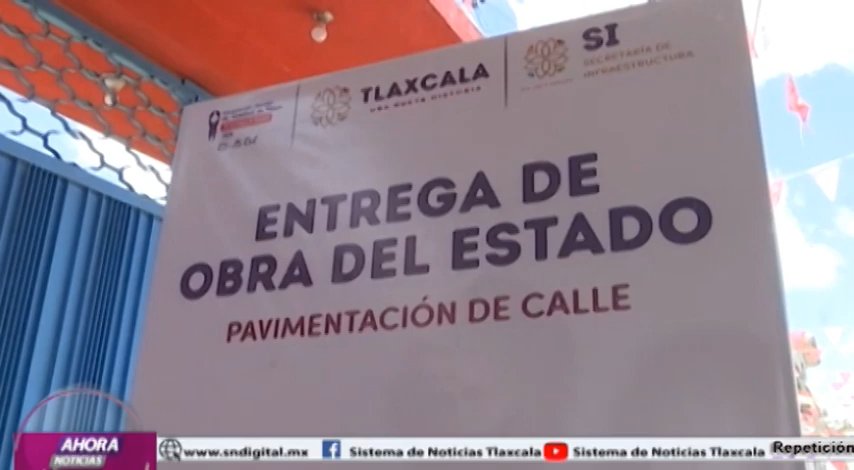 TLAXCALA
UNA NUEVA HISTORIA
SI
SECRETARÍA DE
INFRAESTRUCTURA
ENTREGA DE
OBRA DEL ESTADO
PAVIMENTACIÓN DE CALLE
AHORA
NOTICIAS
www.sndigital.mx
Sistema de Noticias Tlaxcala
Sistema de Noticias Tlaxcala
Repetición